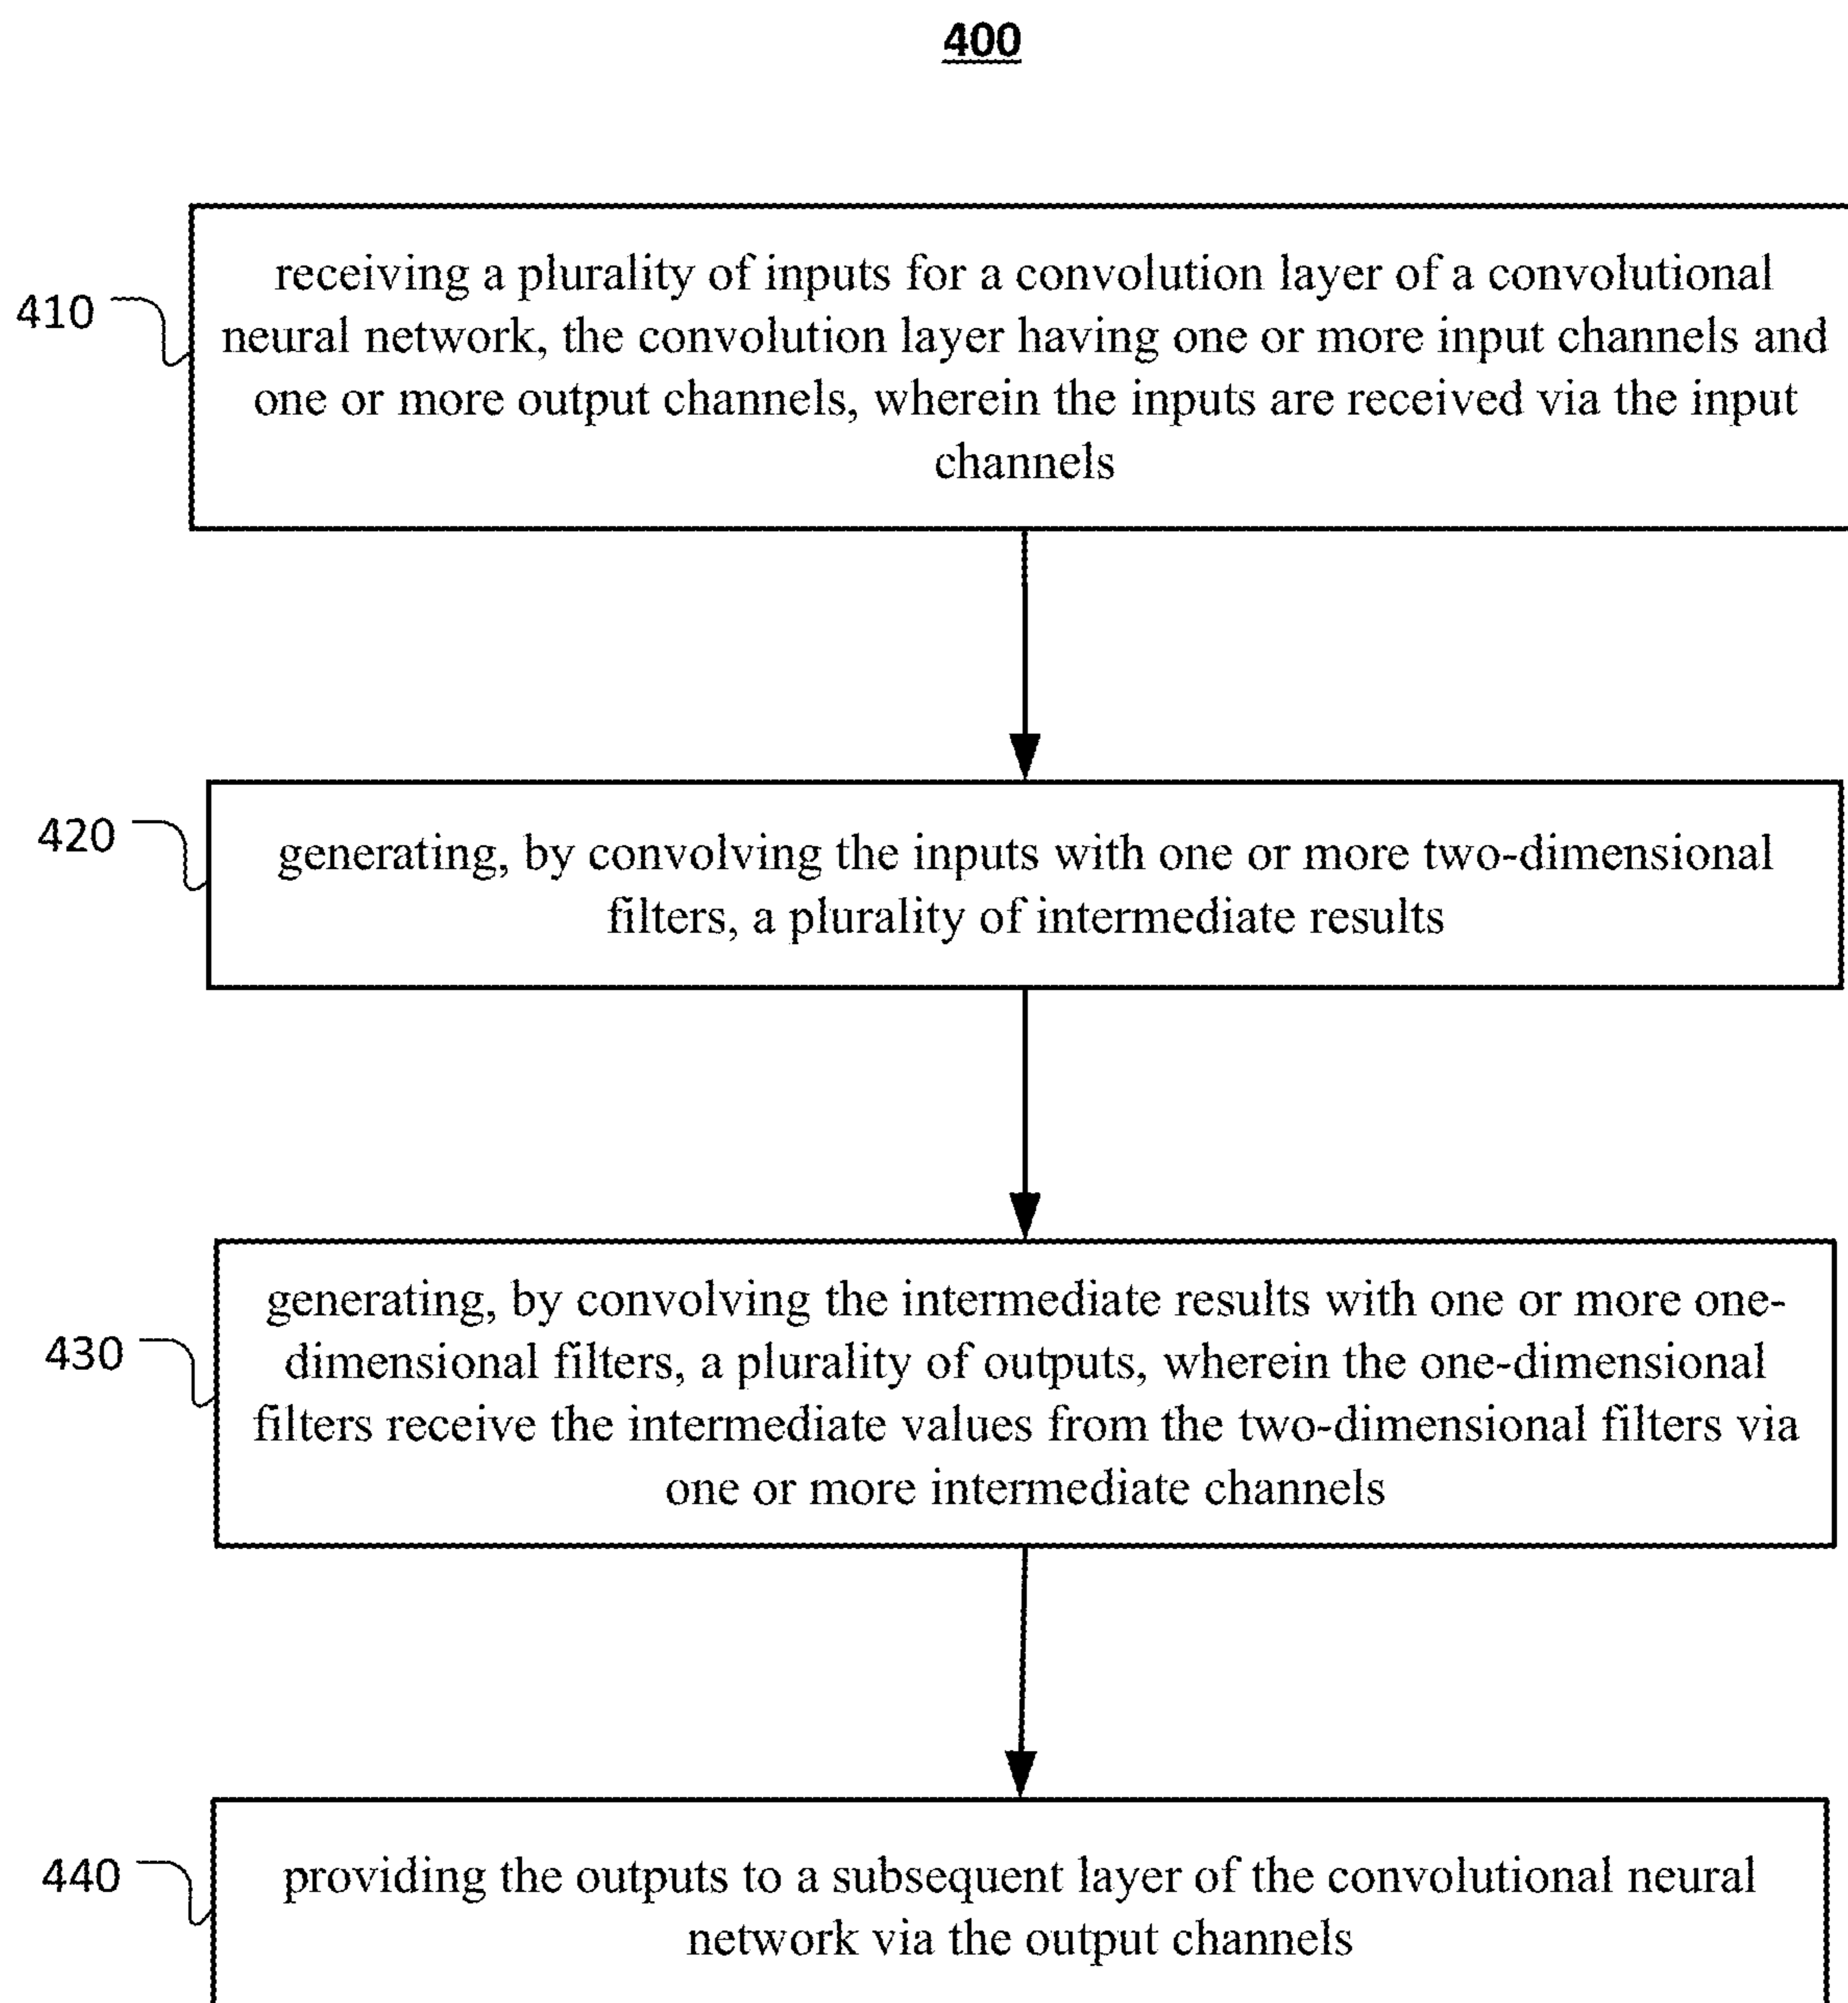 400
410
receiving a plurality of inputs for a convolution layer of a convolutional
neural network, the convolution layer having one or more input channels and
one or more output channels, wherein the inputs are received via the input
channels
420
generating, by convolving the inputs with one or more two-dimensional
filters, a plurality of intermediate results
430
generating, by convolving the intermediate results with one or more one-
dimensional filters, a plurality of outputs, wherein the one-dimensional
filters receive the intermediate values from the two-dimensional filters via
one or more intermediate channels
440
providing the outputs to a subsequent layer of the convolutional neural
network via the output channels